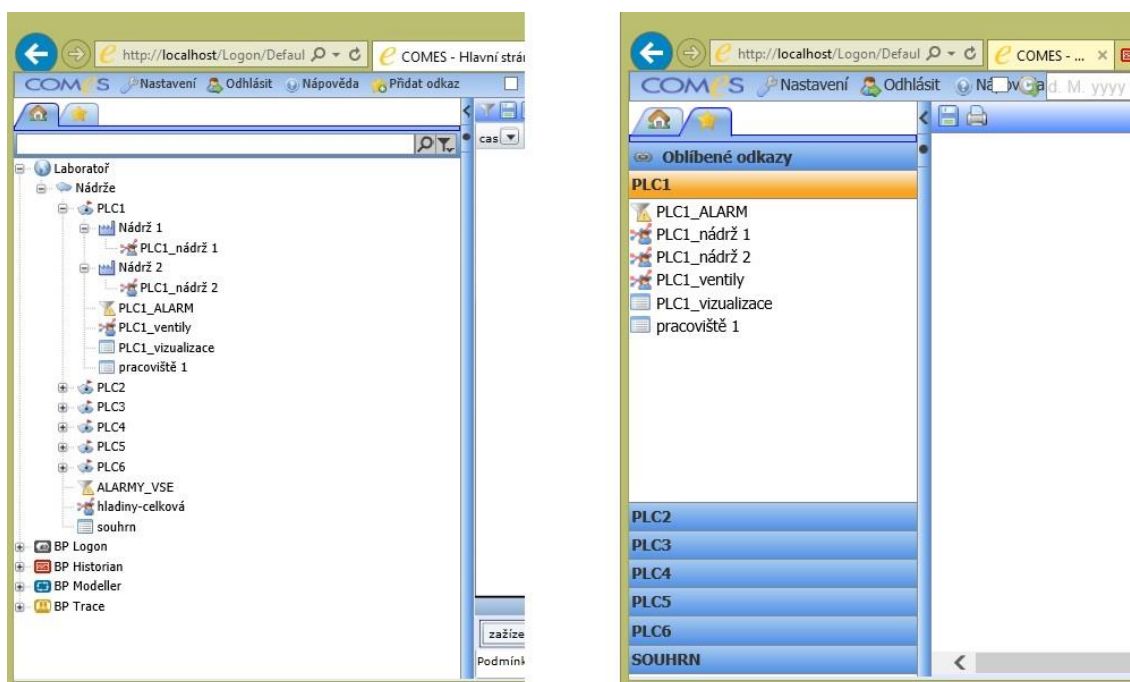 http://localhost/Logon/Defaul
COMES - Hlavní strá
COMES Nastavení Odhlásit Nápověda Přidat odkaz
cas
Laboratoř
Nádrže
PLC1
Nádrž 1
PLC1_nádrž 1
Nádrž 2
PLC1_nádrž 2
PLC1_ALARM
PLC1_ventily
PLC1_vizualizace
pracoviště 1
PLC2
PLC3
PLC4
PLC5
PLC6
ALARMY_VSE
hladiny-celková
souhrn
BP Logon
BP Historian
BP Modeller
BP Trace
zažíze
Podmínk
http://localhost/Logon/Defaul
COMES - ...
COMES Nastavení Odhlásit d. M. yyyy
Oblíbené odkazy
PLC1
PLC1_ALARM
PLC1_nádrž 1
PLC1_nádrž 2
PLC1_ventily
PLC1_vizualizace
pracoviště 1
PLC2
PLC3
PLC4
PLC5
PLC6
SOUHRN